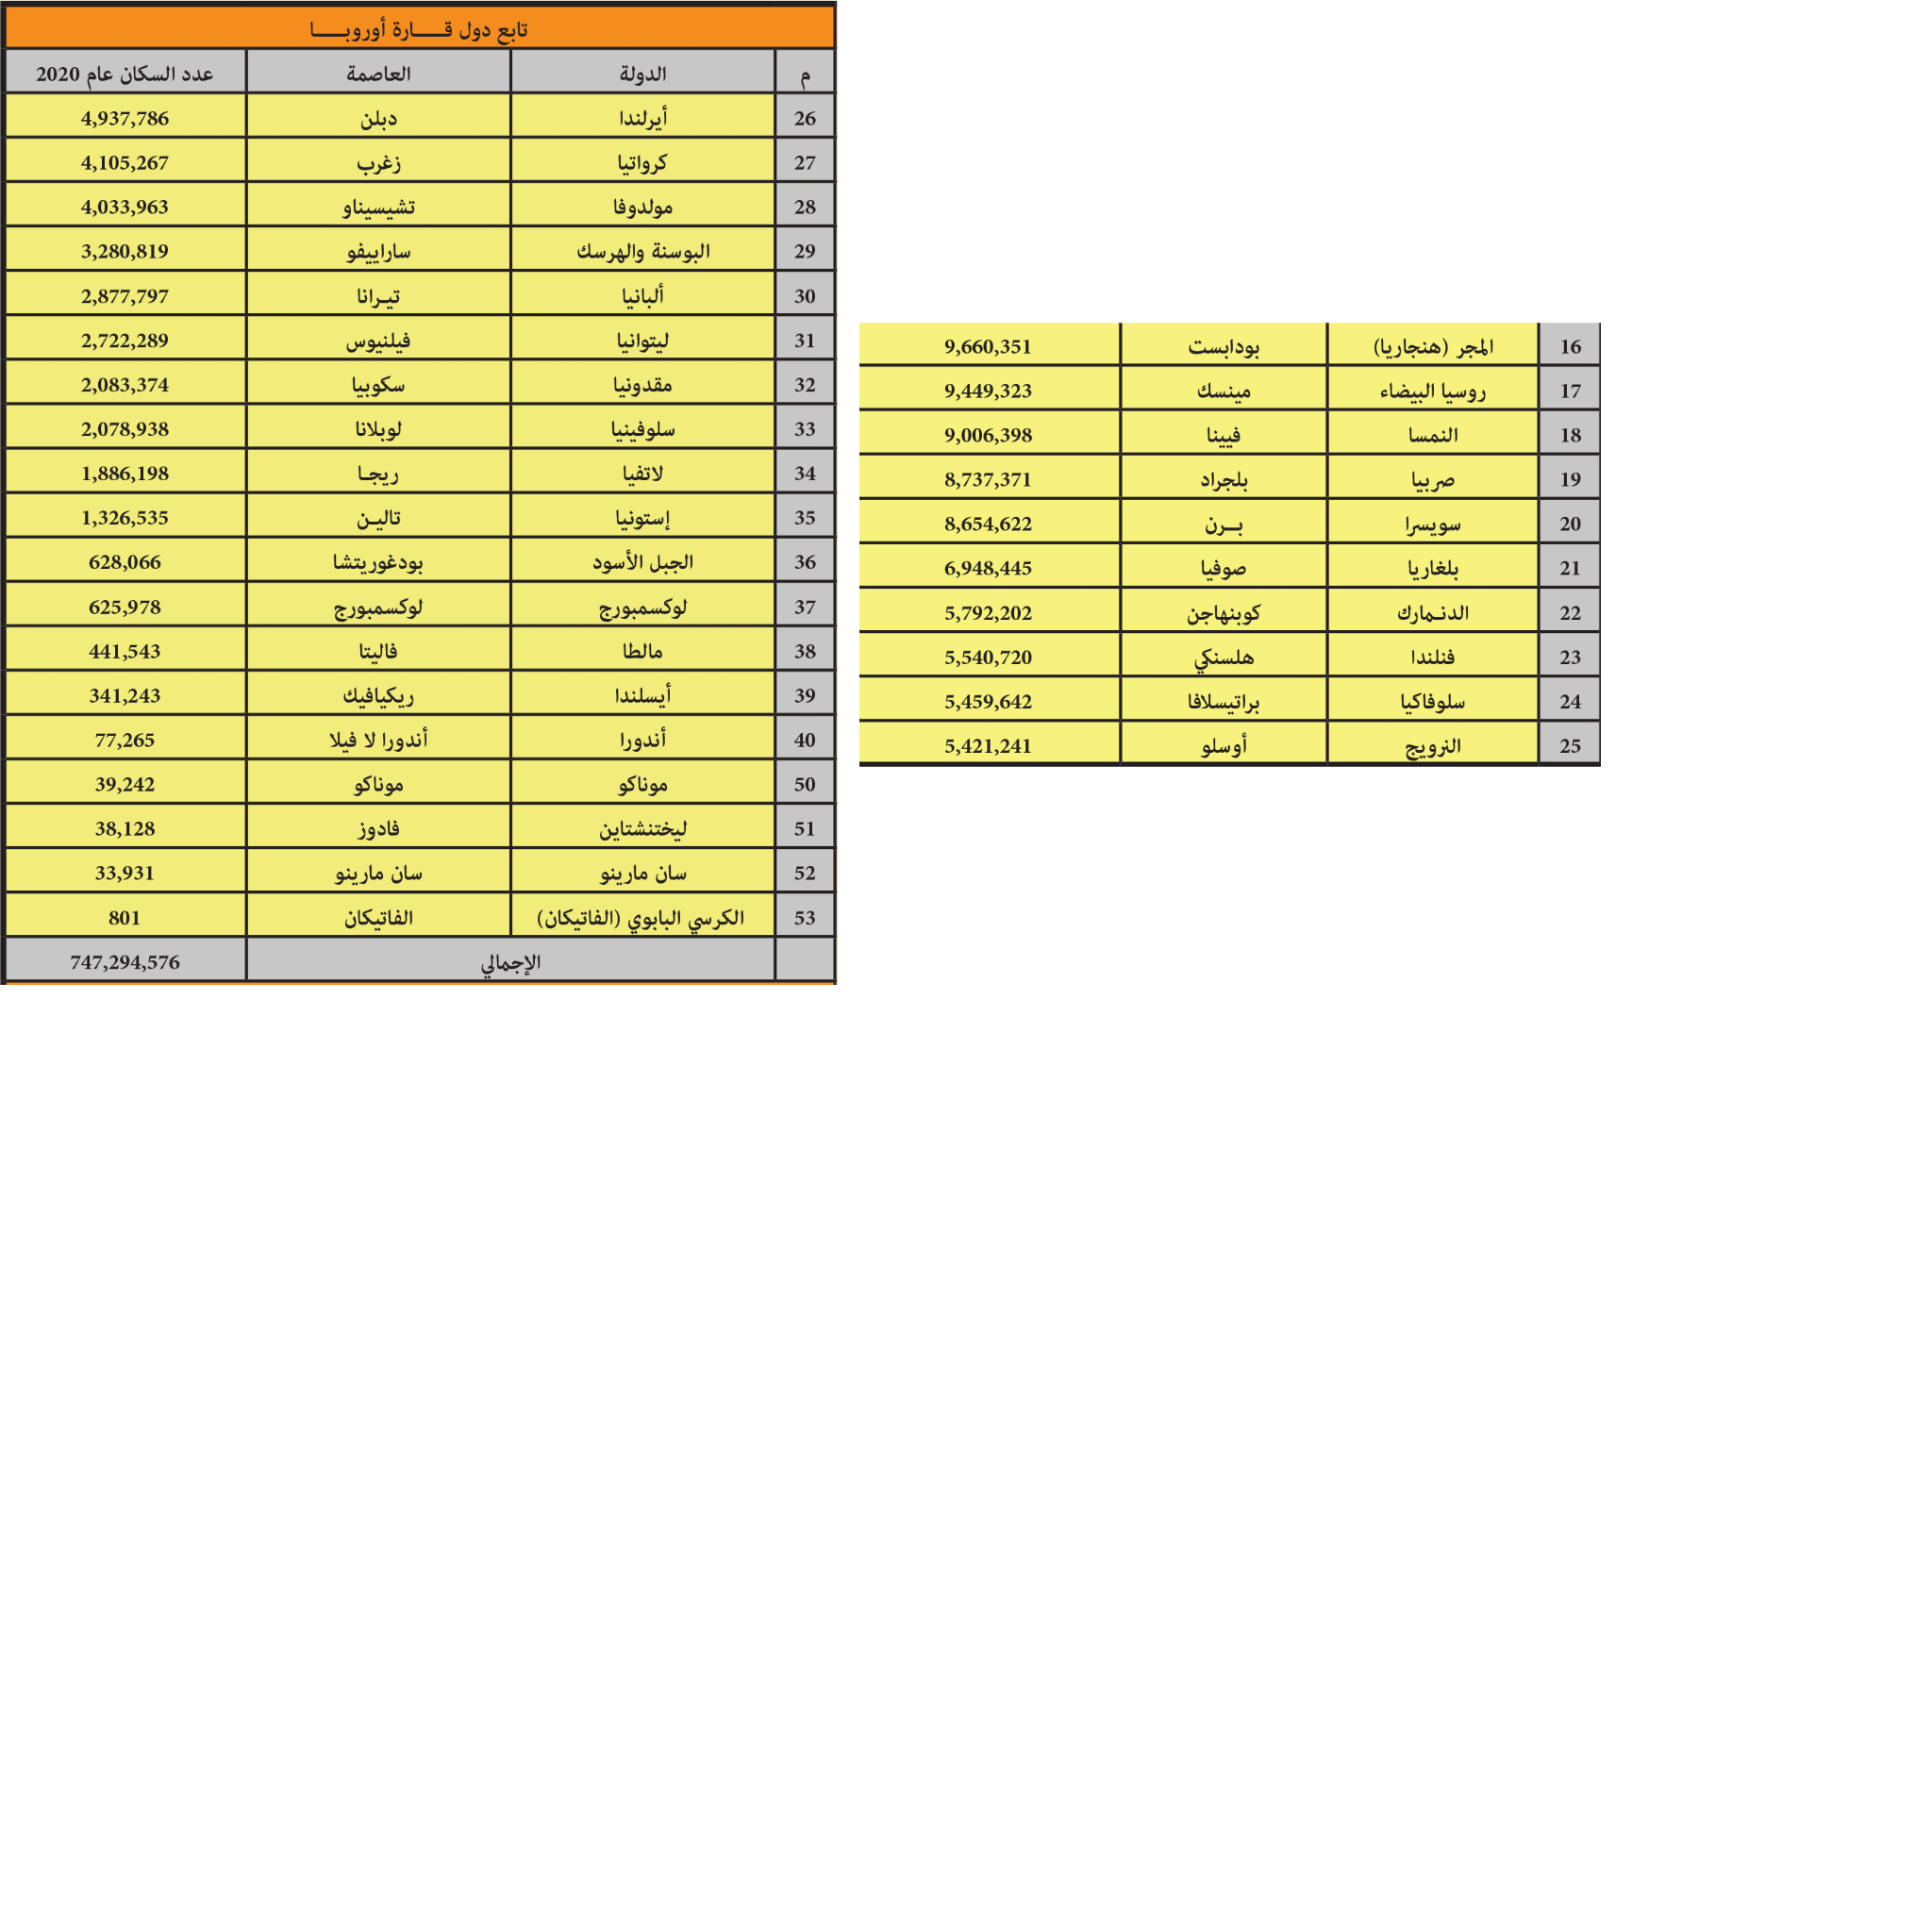 16 المجر (هنجاريا) بودابست 9,660,351
17 روسيا البيضاء مينسك 9,449,323
18 النمسا فيينا 9,006,398
19 صربيا بلجراد 8,737,371
20 سويسرا بـــرن 8,654,622
21 بلغاريا صوفيا 6,948,445
22 الدنـمارك كوبنهاجن 5,792,202
23 فنلندا هلسنكي 5,540,720
24 سلوفاكيا براتيسلافا 5,459,642
25 النرويج أوسلو 5,421,241
تابع دول قـــــارة أوروبـــــا
م الدولة العاصمة عدد السكان عام 2020
26 أيرلندا دبلن 4,937,786
27 كرواتيا زغرب 4,105,267
28 مولدوفا تشيسيناو 4,033,963
29 البوسنة والهرسك ساراييفو 3,280,819
30 ألبانيا تيـرانا 2,877,797
31 ليتوانيا فيلنيوس 2,722,289
32 مقدونيا سكوبيا 2,083,374
33 سلوفينيا لوبلانا 2,078,938
34 لاتفيا ريجـا 1,886,198
35 إستونيا تاليـن 1,326,535
36 الجبل الأسود بودغوريتشا 628,066
37 لوكسمبورج لوكسمبورج 625,978
38 مالطا فاليتا 441,543
39 أيسلندا ريكيافيك 341,243
40 أندورا أندورا لا فيلا 77,265
50 موناكو موناكو 39,242
51 ليختنشتاين فادوز 38,128
52 سان مارينو سان مارينو 33,931
53 الكرسي البابوي (الفاتيكان) الفاتيكان 801
الإجمالي 747,294,576